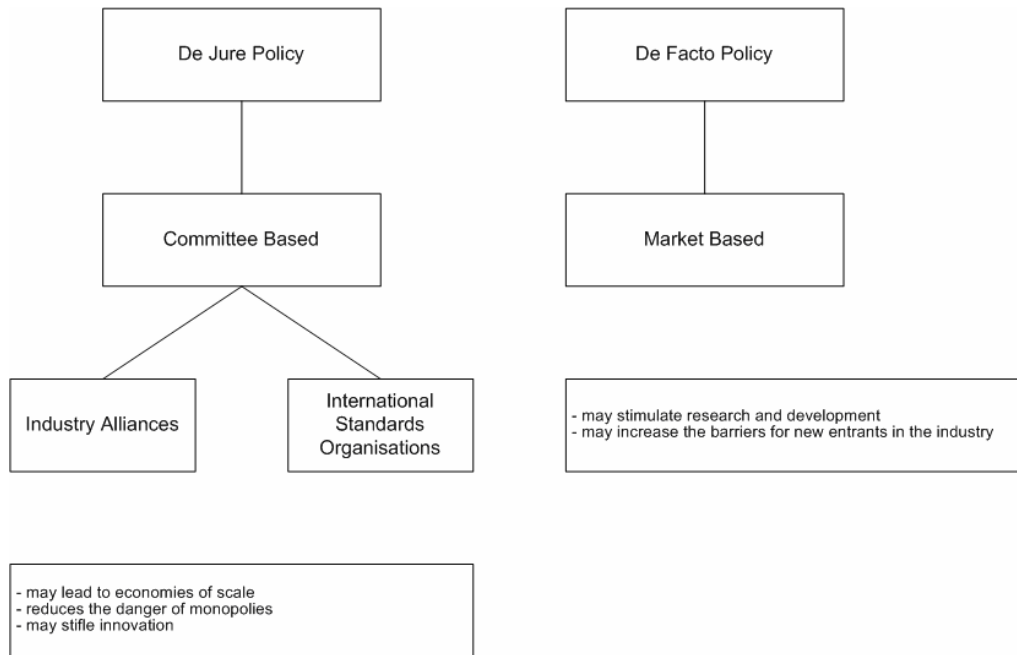 De Jure Policy
De Facto Policy
Committee Based
Market Based
Industry Alliances
International
Standards
Organisations
- may stimulate research and development
- may increase the barriers for new entrants in the industry
- may lead to economies of scale
- reduces the danger of monopolies
- may stifle innovation